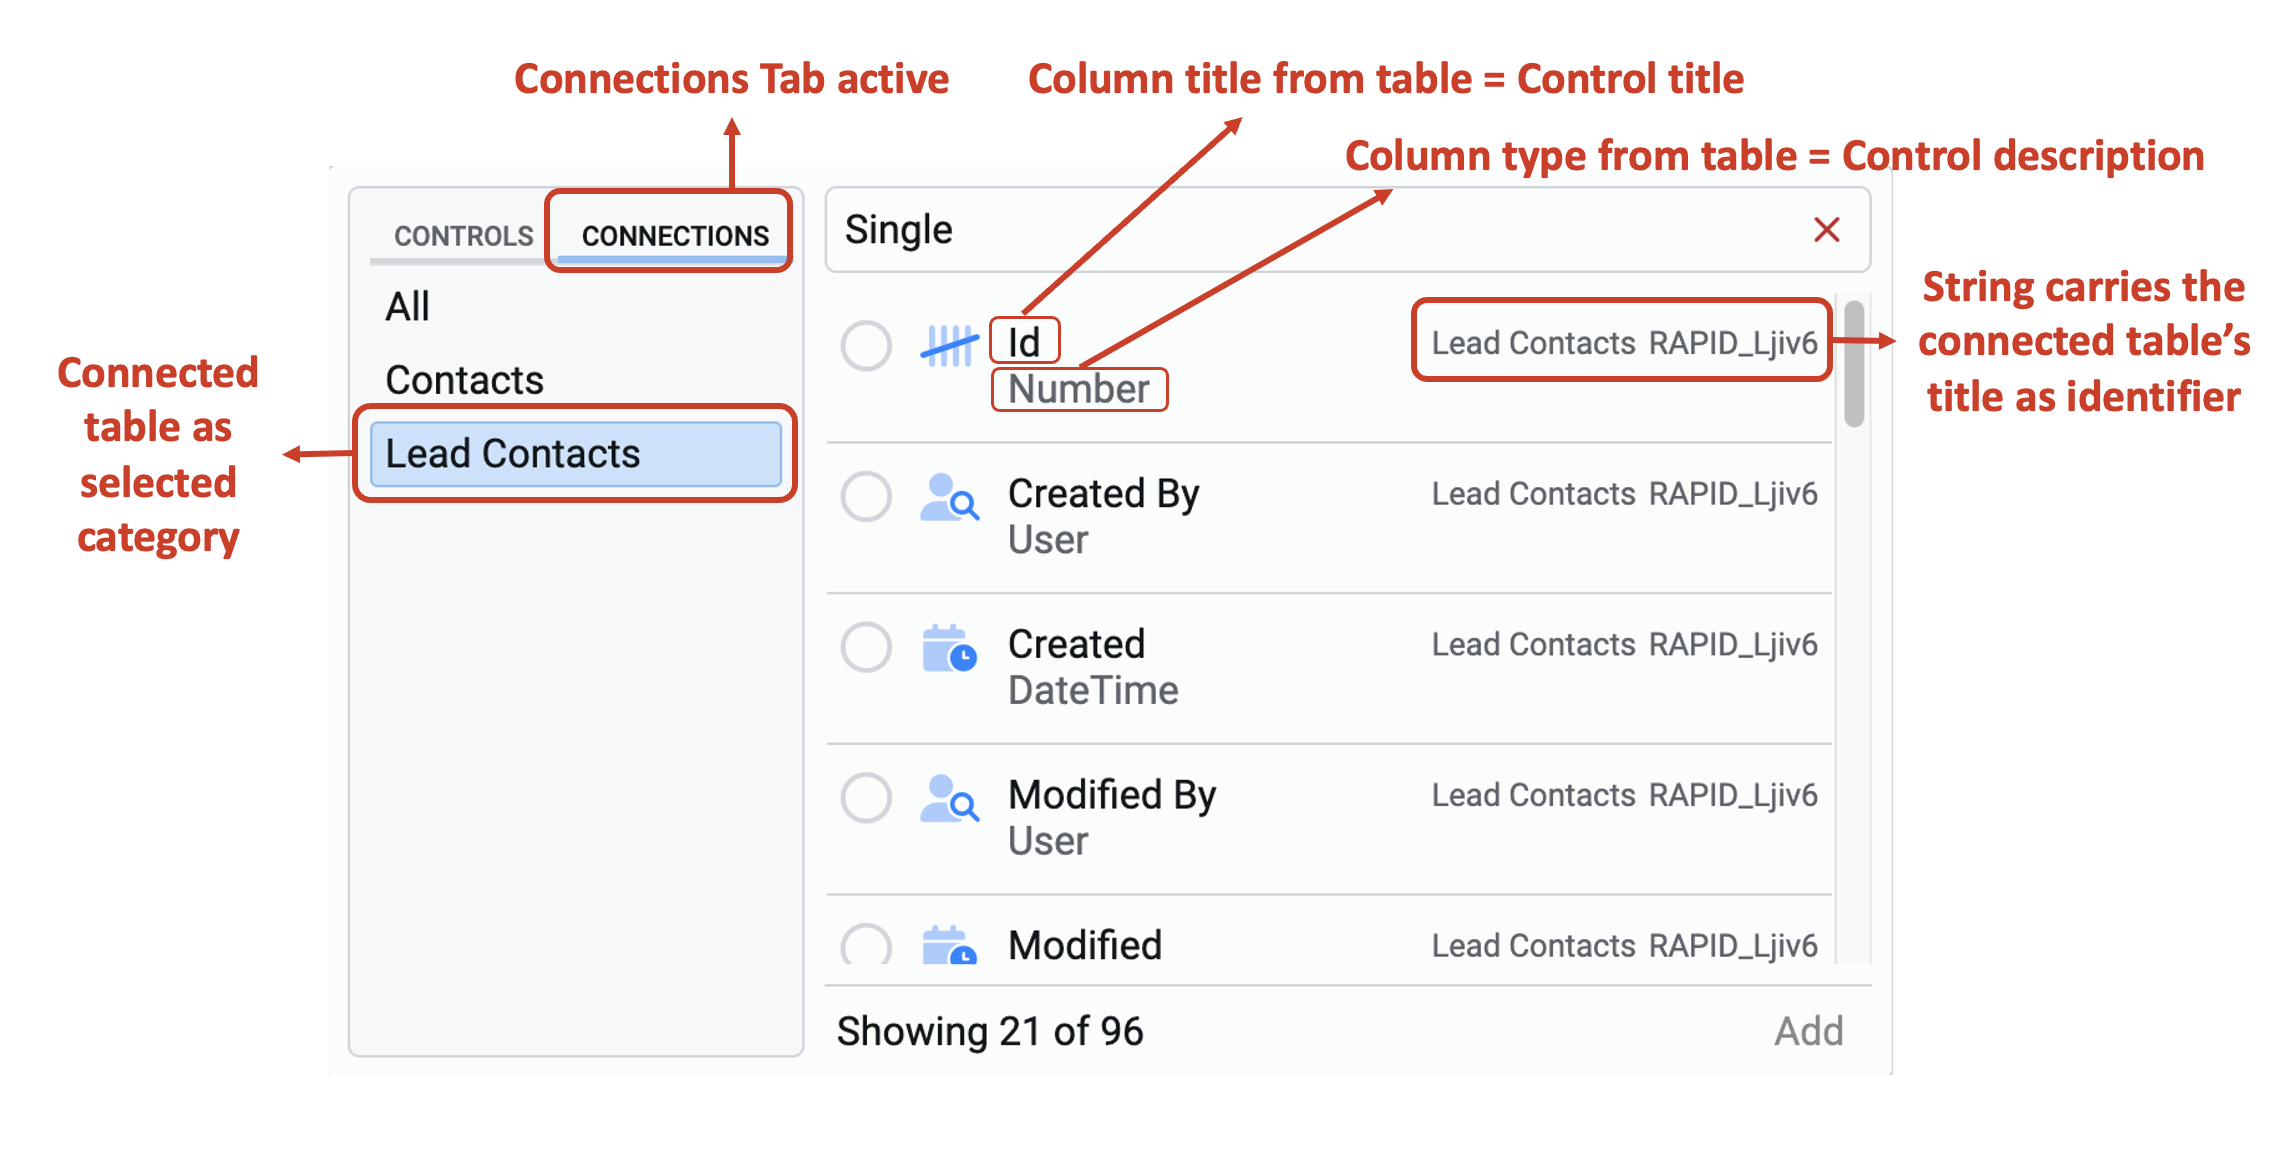 Connections Tab active
Column title from table = Control title
Column type from table = Control description
CONTROLS
CONNECTIONS
All
Contacts
Lead Contacts
Connected
table as
selected
category
Single
Id
Number
Lead Contacts RAPID_Ljiv6
String carries the
connected table’s
title as identifier
Created By
User
Lead Contacts RAPID_Ljiv6
Created
DateTime
Lead Contacts RAPID_Ljiv6
Modified By
User
Lead Contacts RAPID_Ljiv6
Modified
Lead Contacts RAPID_Ljiv6
Showing 21 of 96
Add